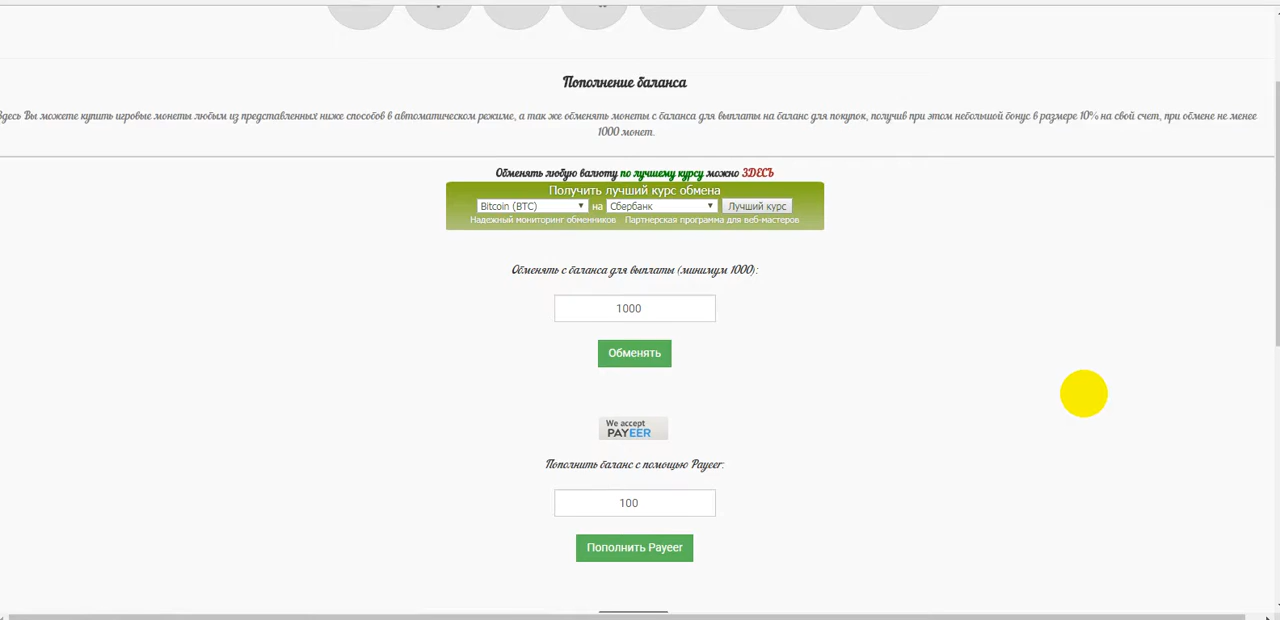 Пополнение баланса
Здесь Вы можете купить игровые монеты любым из представленных ниже способов в автоматическом режиме, а так же обменять монеты с баланса для выплаты на баланс для покупок, получив при этом небольшой бонус в размере 10% на свой счет, при обмене не менее
1000 монет.
Обменять любую валюту по лучшему курсу можно ЗДЕСЬ
Получить лучший курс обмена
Bitcoin (BTC) на Сбербанк Лучший курс
Надежный мониторинг обменников Партнерская программа для веб-мастеров
Обменять с баланса для выплаты (минимум 1000):
1000
Обменять
We accept
PAYEER
Пополнить баланс с помощью Payeer:
100
Пополнить Payeer